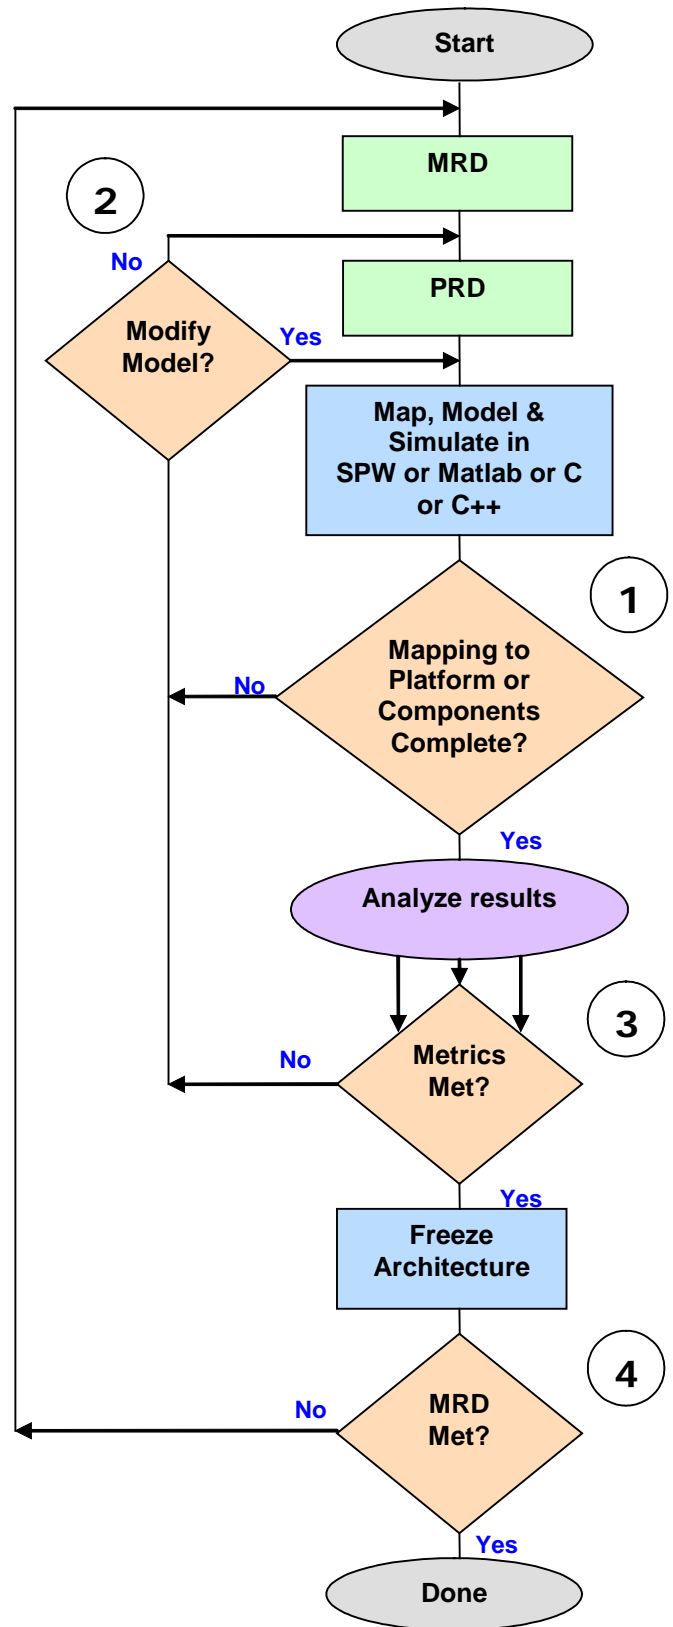 Start
MRD
2
No
PRD
Modify
Model?
Yes
Map, Model &
Simulate in
SPW or Matlab or C
or C++
1
Mapping to
Platform or
Components
Complete?
No
Yes
Analyze results
3
Metrics
Met?
No
Yes
Freeze
Architecture
4
MRD
Met?
No
Yes
Done